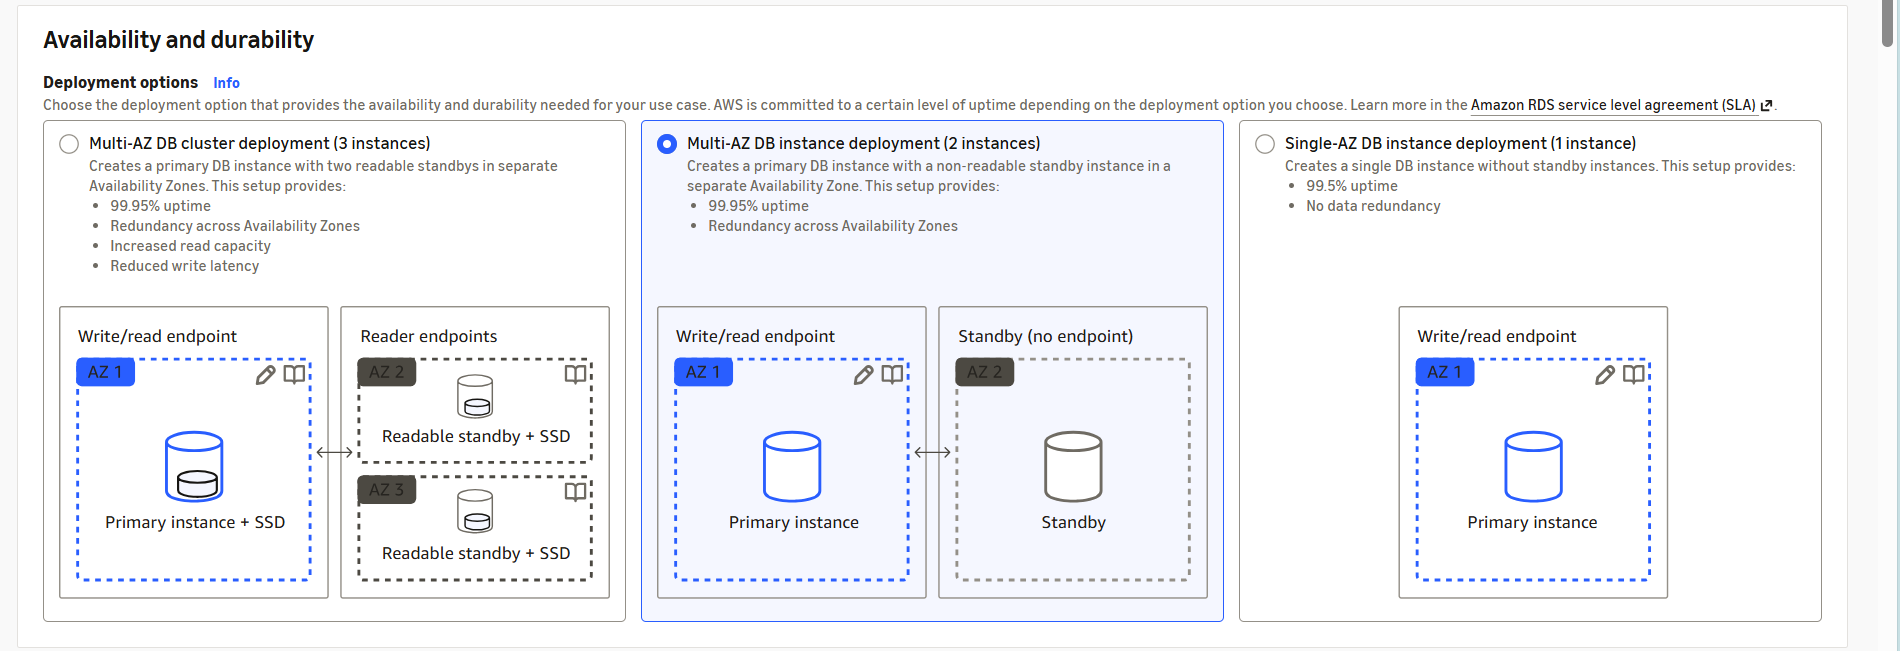 Availability and durability
Deployment options Info
Choose the deployment option that provides the availability and durability needed for your use case. AWS is committed to a certain level of uptime depending on the deployment option you choose. Learn more in the Amazon RDS service level agreement (SLA).
Multi-AZ DB cluster deployment (3 instances)
Creates a primary DB instance with two readable standbys in separate
Availability Zones. This setup provides:
• 99.95% uptime
• Redundancy across Availability Zones
• Increased read capacity
• Reduced write latency
Write/read endpoint
AZ 1
Primary instance + SSD
Reader endpoints
AZ 2
Readable standby + SSD
AZ 3
Readable standby + SSD
Multi-AZ DB instance deployment (2 instances)
Creates a primary DB instance with a non-readable standby instance in a
separate Availability Zone. This setup provides:
• 99.95% uptime
• Redundancy across Availability Zones
Write/read endpoint
AZ 1
Primary instance
Standby (no endpoint)
AZ 2
Standby
Single-AZ DB instance deployment (1 instance)
Creates a single DB instance without standby instances. This setup provides:
• 99.5% uptime
• No data redundancy
Write/read endpoint
AZ 1
Primary instance